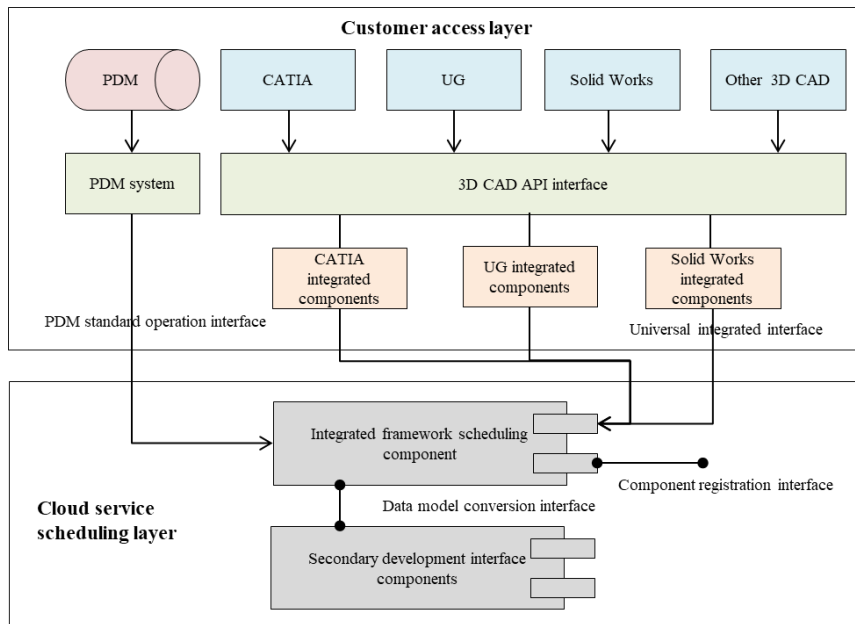 Customer access layer
PDM
CATIA
UG
Solid Works
Other 3D CAD
PDM system
3D CAD API interface
CATIA
integrated
components
UG integrated
components
Solid Works
integrated
components
PDM standard operation interface
Universal integrated interface
Integrated framework scheduling
component
Component registration interface
Data model conversion interface
Cloud service
scheduling layer
Secondary development interface
components